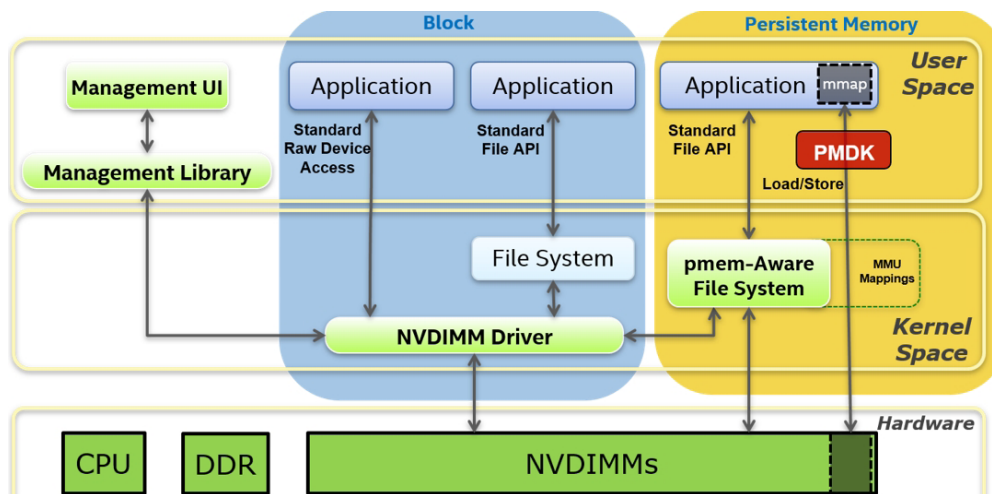 Block
Persistent Memory
User
Space
Management UI
Application
Application
Application
mmap
Standard
Raw Device
Access
Standard
File API
Standard
File API
PMDK
Load/Store
Management Library
File System
pmem-Aware
File System
MMU
Mappings
NVDIMM Driver
Kernel
Space
Hardware
CPU
DDR
NVDIMMs